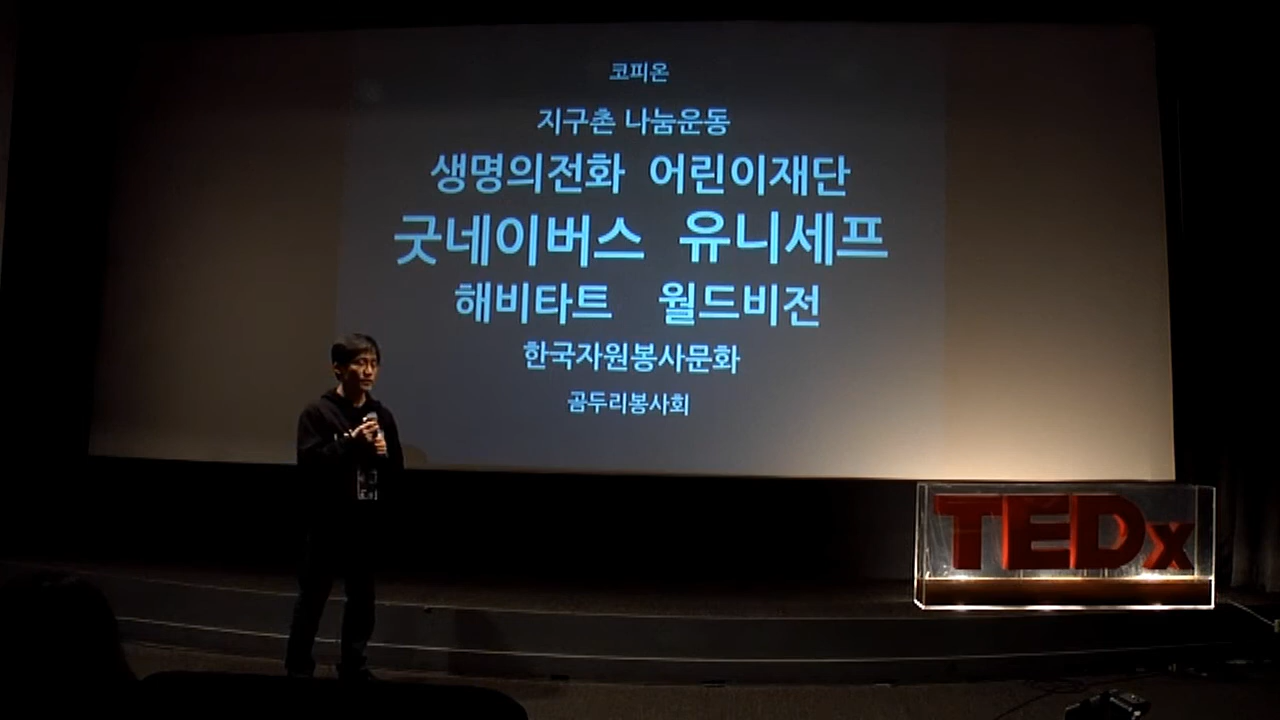 코피온
지구촌 나눔운동
생명의전화 어린이재단
굿네이버스 유니세프
해비타트 월드비전
한국자원봉사문화
곰두리봉사회
TEDx